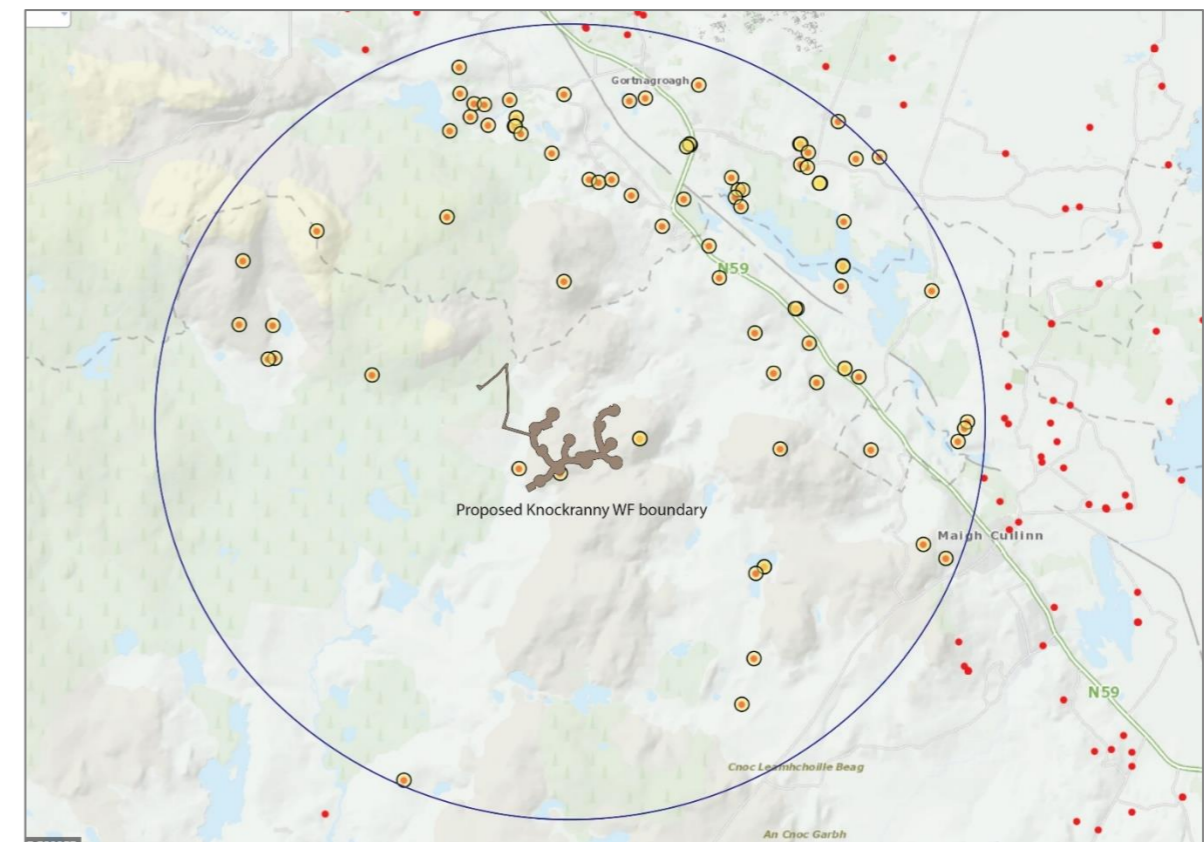 Gortnagroagh
N59
Proposed Knockranny WF boundary
Maigh Cuilinn
N59
Cnoc Leamhchoille Beag
An Cnoc Garbh